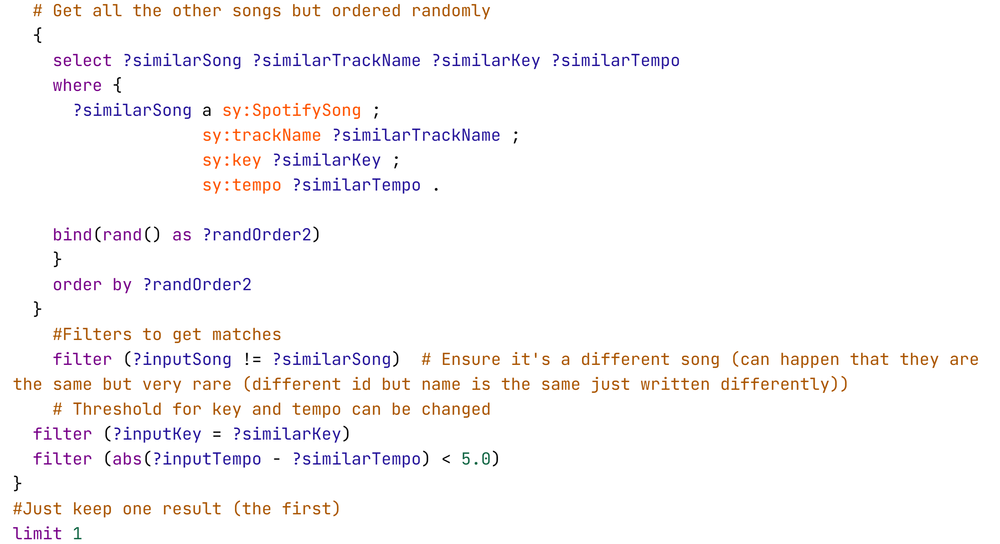 # Get all the other songs but ordered randomly
{
select ?similarSong ?similarTrackName ?similarKey ?similarTempo
where {
?similarSong a sy:SpotifySong ;
sy:trackName ?similarTrackName ;
sy:key ?similarKey ;
sy:tempo ?similarTempo .
bind(rand() as ?randOrder2)
}
order by ?randOrder2
}
#Filters to get matches
filter (?inputSong != ?similarSong)  # Ensure it's a different song (can happen that they are
the same but very rare (different id but name is the same just written differently))
# Threshold for key and tempo can be changed
filter (?inputKey = ?similarKey)
filter (abs(?inputTempo - ?similarTempo) < 5.0)
}
#Just keep one result (the first)
limit 1